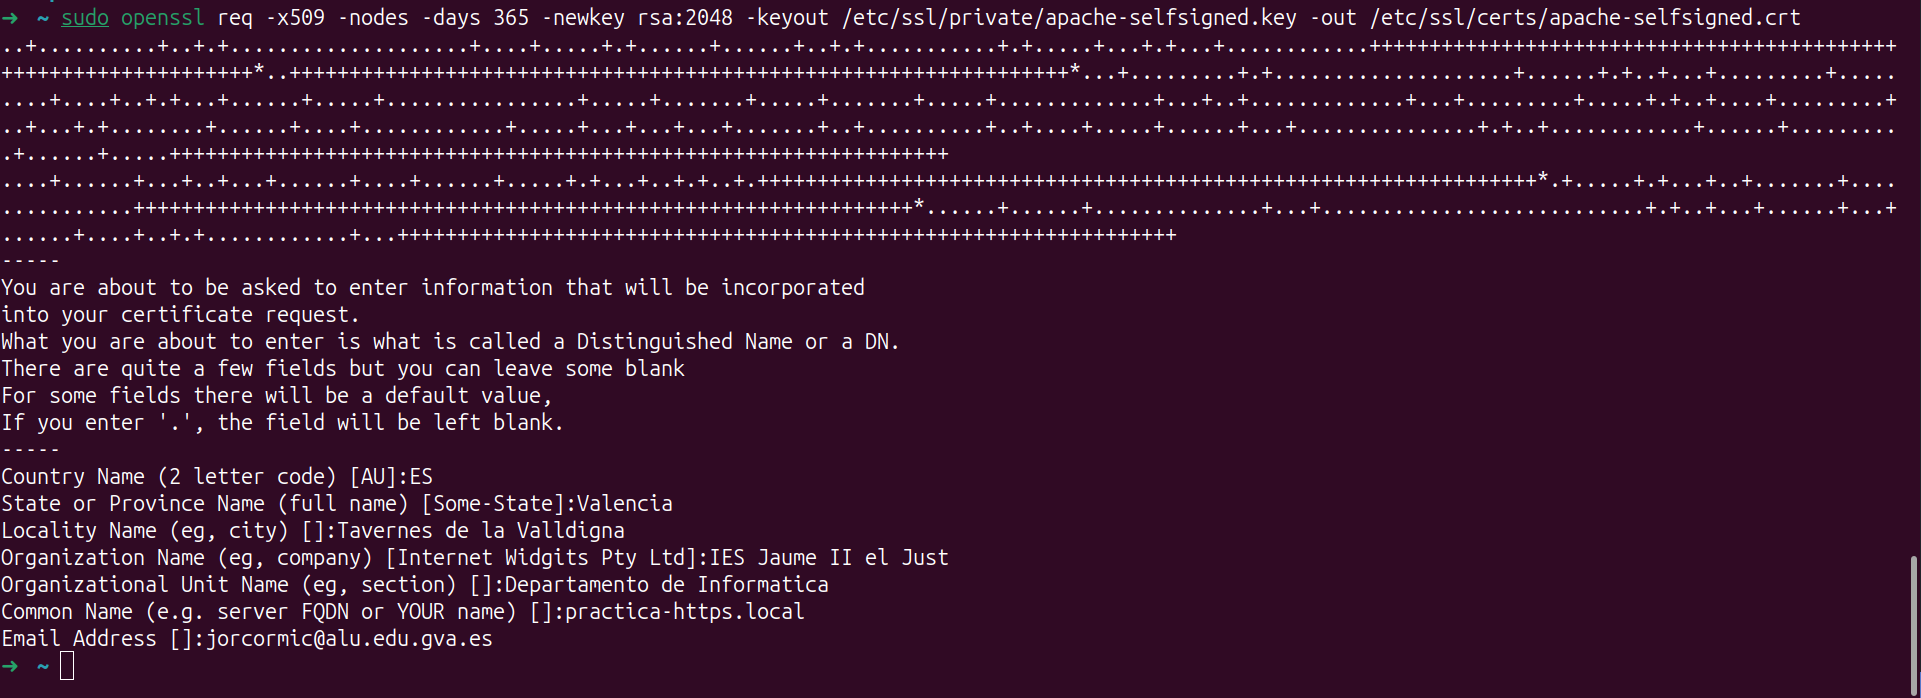 → ~ sudo openssl req -x509 -nodes -days 365 -newkey rsa:2048 -keyout /etc/ssl/private/apache-selfsigned.key -out /etc/ssl/certs/apache-selfsigned.crt
-----
You are about to be asked to enter information that will be incorporated
into your certificate request.
What you are about to enter is what is called a Distinguished Name or a DN.
There are quite a few fields but you can leave some blank
For some fields there will be a default value,
If you enter '.', the field will be left blank.
-----
Country Name (2 letter code) [AU]:ES
State or Province Name (full name) [Some-State]:Valencia
Locality Name (eg, city) []:Tavernes de la Valldigna
Organization Name (eg, company) [Internet Widgits Pty Ltd]:IES Jaume II el Just
Organizational Unit Name (eg, section) []:Departamento de Informatica
Common Name (e.g. server FQDN or YOUR name) []:practica-https.local
Email Address []:jorcormic@alu.edu.gva.es
→ ~